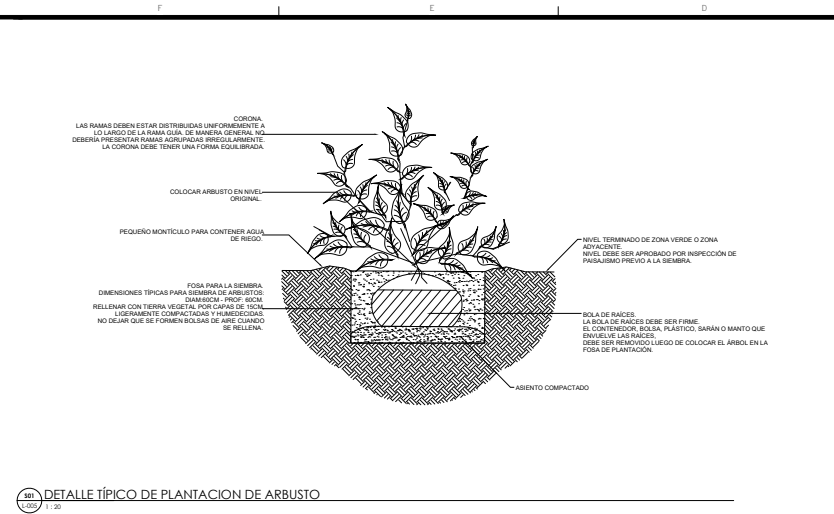 F E D
CORONA.
LAS RAMAS DEBEN ESTAR DISTRIBUIDAS UNIFORMEMENTE A
LO LARGO DE LA RAMA GUÍA. DE MANERA GENERAL NO
DEBERÍA PRESENTAR RAMAS AGRUPADAS IRREGULARMENTE.
LA CORONA DEBE TENER UNA FORMA EQUILIBRADA.
COLOCAR ARBUSTO EN NIVEL
ORIGINAL.
PEQUEÑO MONTÍCULO PARA CONTENER AGUA
DE RIEGO.
FOSA PARA LA SIEMBRA.
DIMENSIONES TÍPICAS PARA SIEMBRA DE ARBUSTOS:
DIAM:60CM - PROF: 60CM.
RELLENAR CON TIERRA VEGETAL POR CAPAS DE 15CM
LIGERAMENTE COMPACTADAS Y HUMEDECIDAS.
NO DEJAR QUE SE FORMEN BOLSAS DE AIRE CUANDO
SE RELLENA.
NIVEL TERMINADO DE ZONA VERDE O ZONA
ADYACENTE.
NIVEL DEBE SER APROBADO POR INSPECCIÓN DE
PAISAJISMO PREVIO A LA SIEMBRA.
BOLA DE RAÍCES.
LA BOLA DE RAÍCES DEBE SER FIRME.
EL CONTENEDOR, BOLSA, PLÁSTICO, SARÁN O MANTO QUE
ENVUELVE LAS RAÍCES,
DEBE SER REMOVIDO LUEGO DE COLOCAR EL ÁRBOL EN LA
FOSA DE PLANTACIÓN.
ASIENTO COMPACTADO
S01
L-005
DETALLE TÍPICO DE PLANTACION DE ARBUSTO
1 : 20